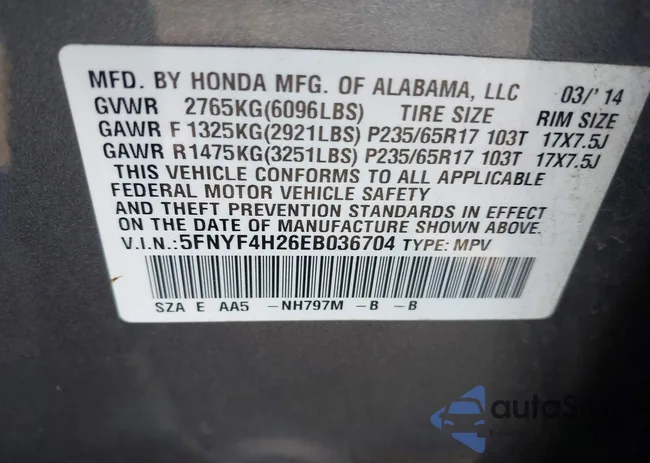 MFD. BY HONDA MFG. OF ALABAMA, LLC 03/'14
GVWR 2765KG(6096LBS) TIRE SIZE RIM SIZE
GAWR F 1325KG(2921LBS) P235/65R17 103T 17X7.5J
GAWR R1475KG(3251LBS) P235/65R17 103T 17X7.5J
THIS VEHICLE CONFORMS TO ALL APPLICABLE
FEDERAL MOTOR VEHICLE SAFETY
AND THEFT PREVENTION STANDARDS IN EFFECT
ON THE DATE OF MANUFACTURE SHOWN ABOVE.
V.I.N.:5FNYF4H26EB036704 TYPE: MPV
SZA E AA5 -NH797M -B -B